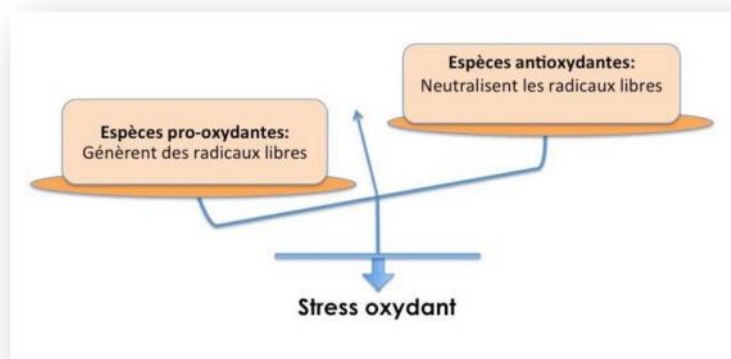 Espèces antioxydantes:
Neutralisent les radicaux libres
Espèces pro-oxydantes:
Génèrent des radicaux libres
Stress oxydant